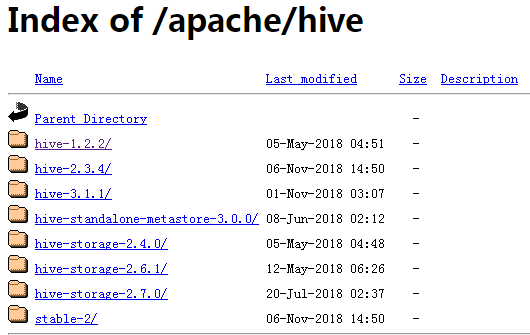 Index of /apache/hive
Name Last modified Size Description
Parent Directory -
hive-1.2.2/ 05-May-2018 04:51 -
hive-2.3.4/ 06-Nov-2018 14:50 -
hive-3.1.1/ 01-Nov-2018 03:07 -
hive-standalone-metastore-3.0.0/ 08-Jun-2018 02:12 -
hive-storage-2.4.0/ 05-May-2018 04:48 -
hive-storage-2.6.1/ 12-May-2018 06:26 -
hive-storage-2.7.0/ 20-Jul-2018 02:37 -
stable-2/ 06-Nov-2018 14:50 -